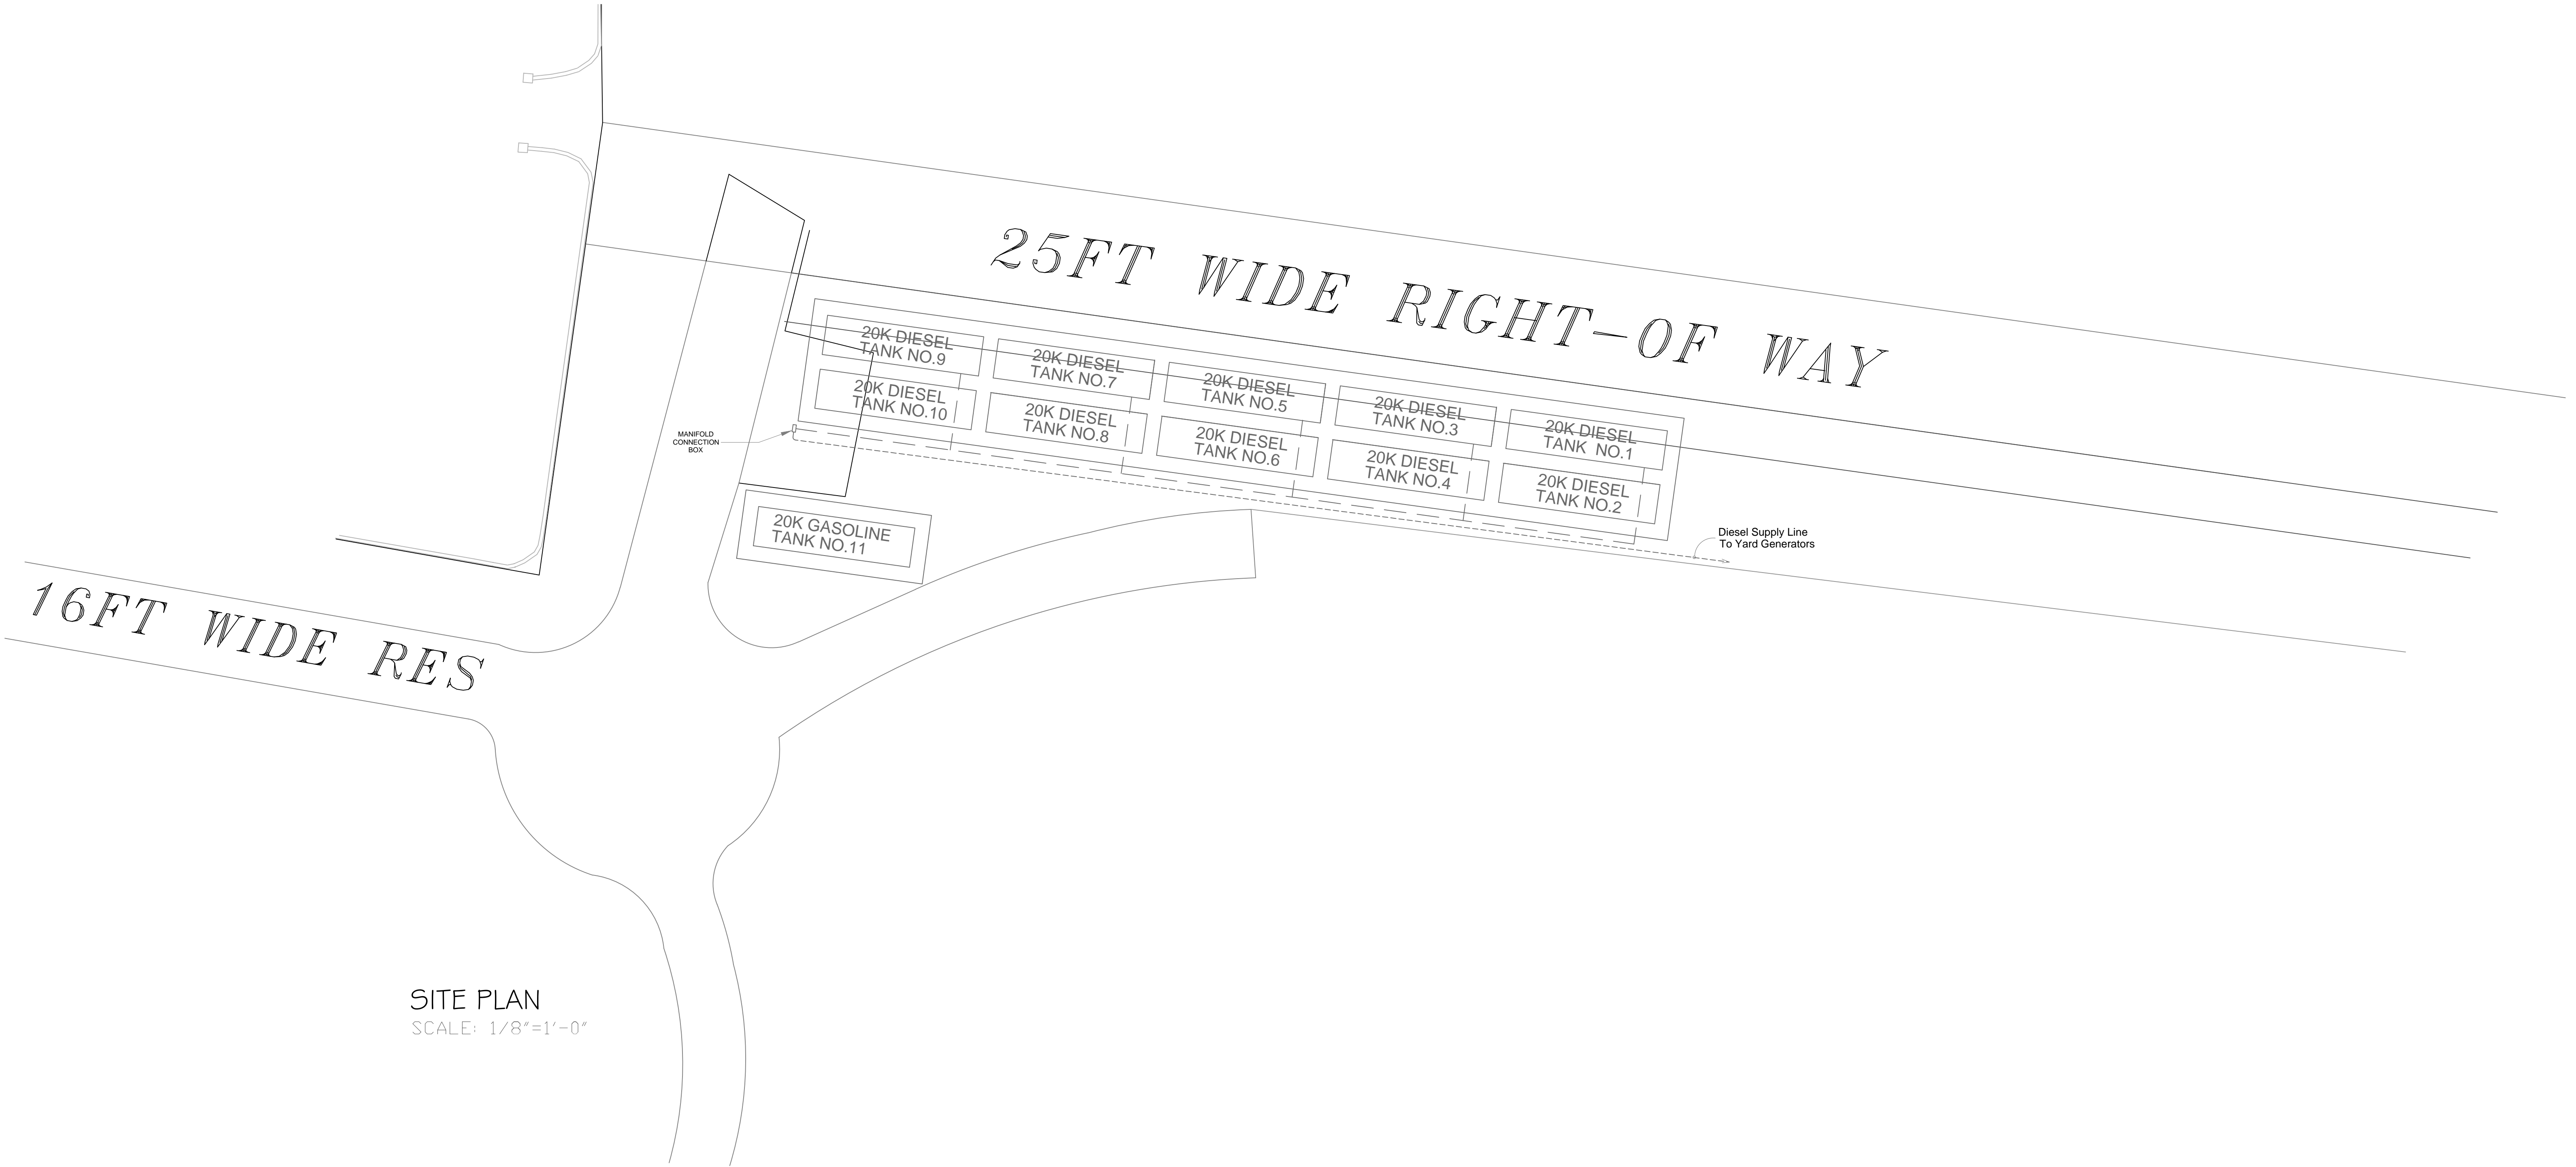 25FT WIDE RIGHT-OF WAY
20K DIESEL
TANK NO.9
20K DIESEL
TANK NO.7
20K DIESEL
TANK NO.5
20K DIESEL
TANK NO.3
20K DIESEL
TANK NO.1
20K DIESEL
TANK NO.10
20K DIESEL
TANK NO.8
20K DIESEL
TANK NO.6
20K DIESEL
TANK NO.4
20K DIESEL
TANK NO.2
MANIFOLD
CONNECTION
BOX
20K GASOLINE
TANK NO.11
Diesel Supply Line
To Yard Generators
16FT WIDE RES
SITE PLAN
SCALE: 1/8"=1'-0"